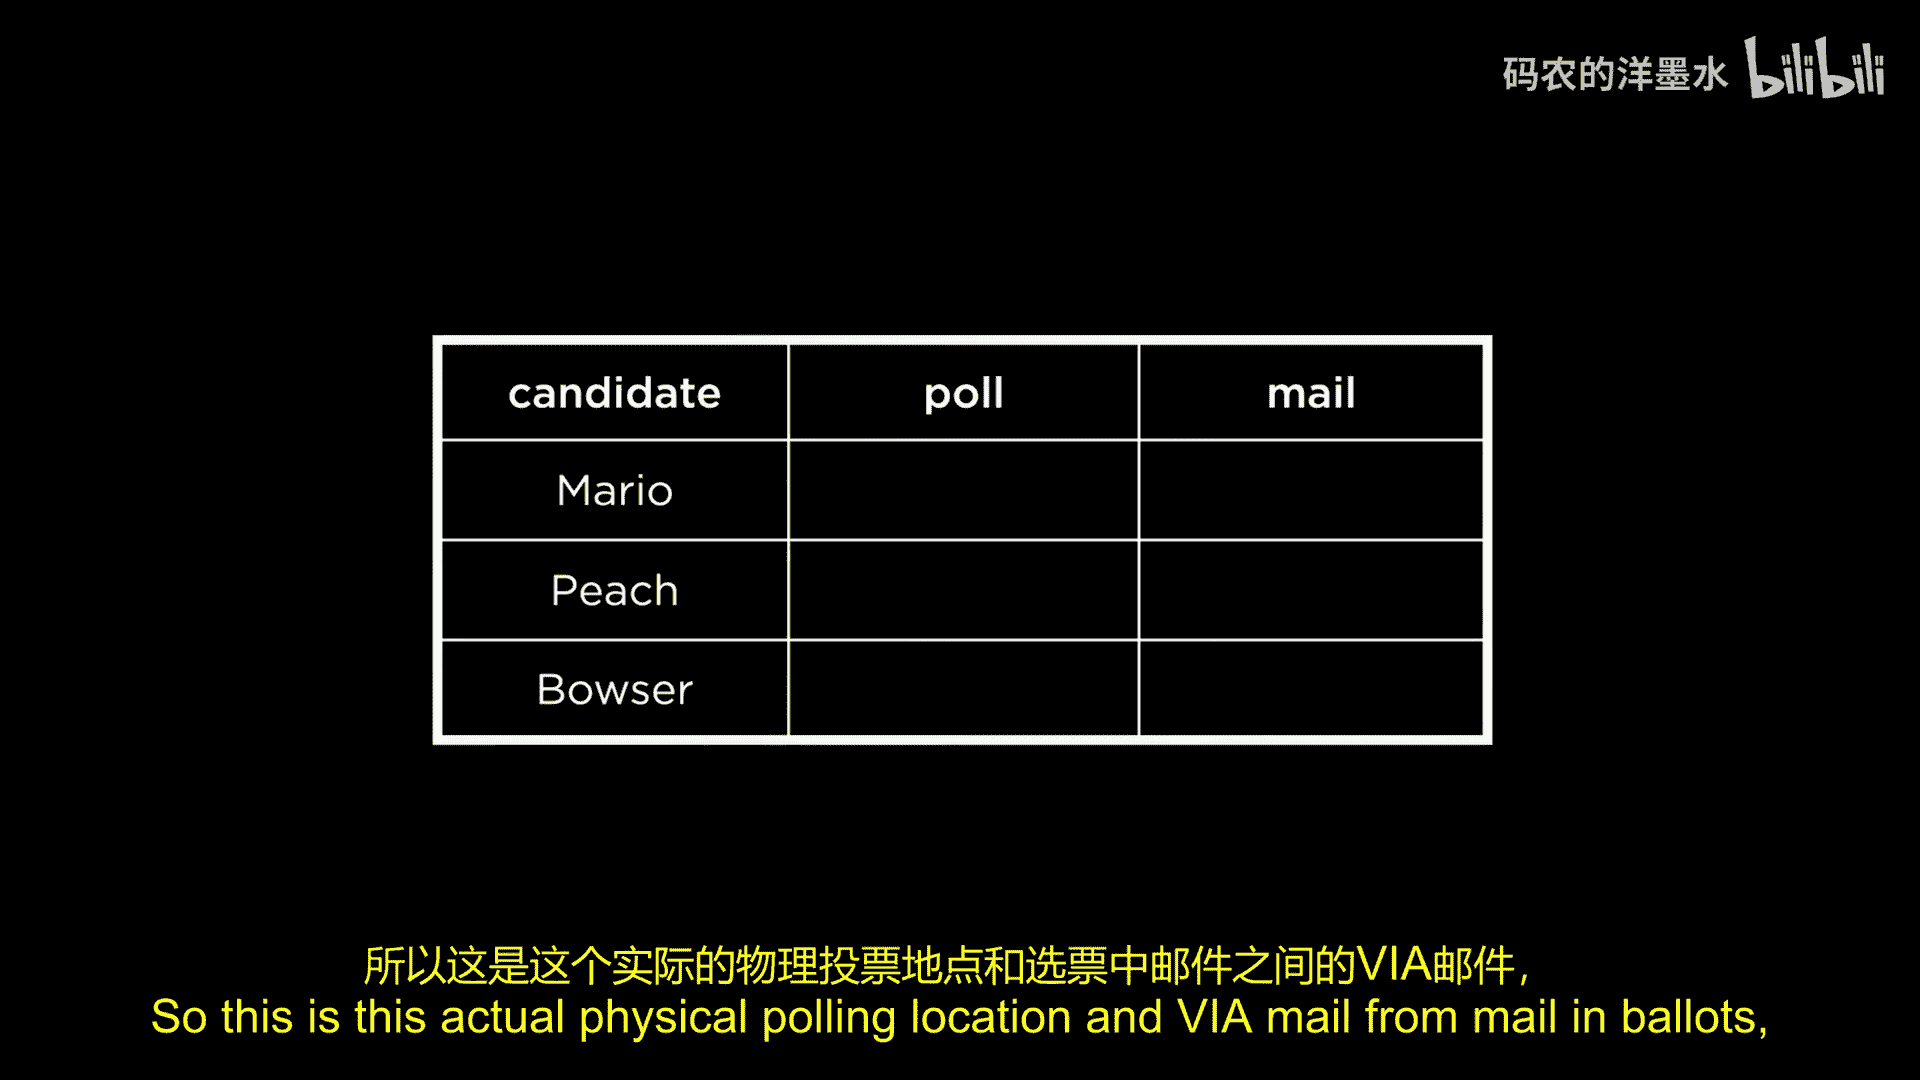 码农的洋墨水 bilibili
candidate poll mail
Mario
Peach
Bowser
所以这是这个实际的物理投票地点和选票中邮件之间的VIA邮件，
So this is this actual physical polling location and VIA mail from mail in ballots,